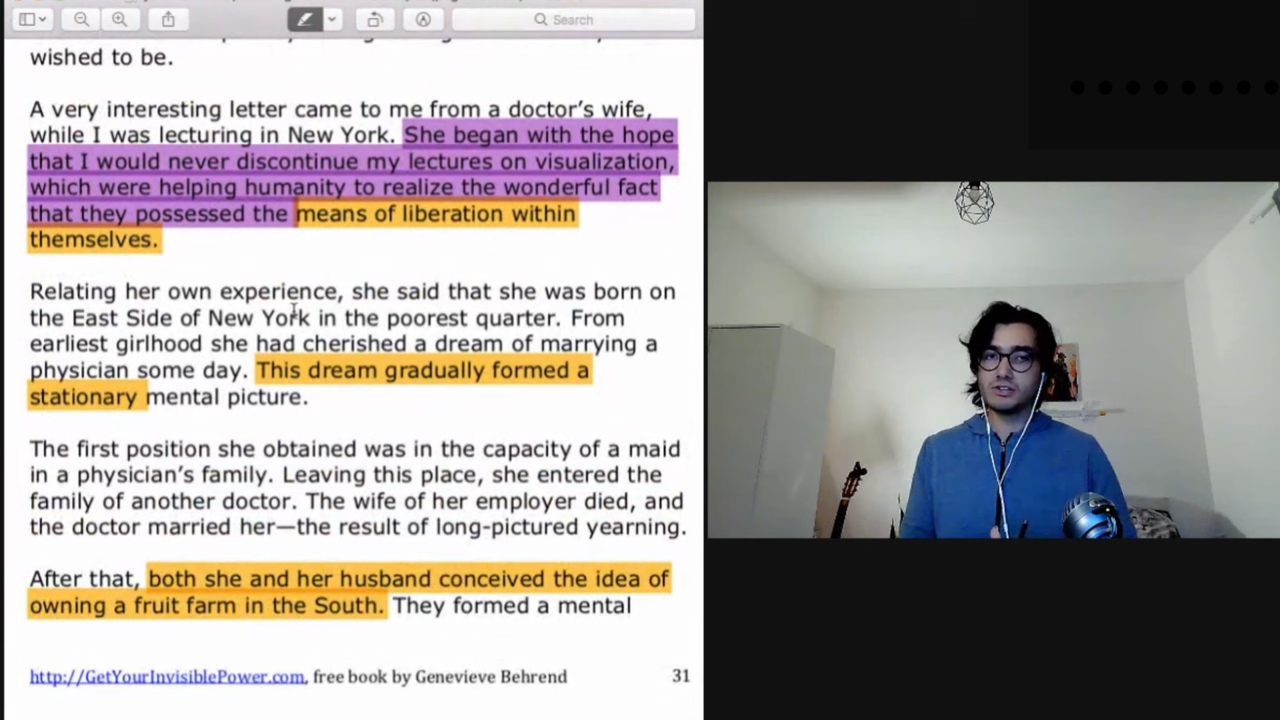 Search
wished to be.
A very interesting letter came to me from a doctor's wife,
while I was lecturing in New York. She began with the hope
that I would never discontinue my lectures on visualization,
which were helping humanity to realize the wonderful fact
that they possessed the means of liberation within
themselves.
Relating her own experience, she said that she was born on
the East Side of New York in the poorest quarter. From
earliest girlhood she had cherished a dream of marrying a
physician some day. This dream gradually formed a
stationary mental picture.
The first position she obtained was in the capacity of a maid
in a physician's family. Leaving this place, she entered the
family of another doctor. The wife of her employer died, and
the doctor married her—the result of long-pictured yearning.
After that, both she and her husband conceived the idea of
owning a fruit farm in the South. They formed a mental
http://GetYourInvisiblePower.com, free book by Genevieve Behrend 31